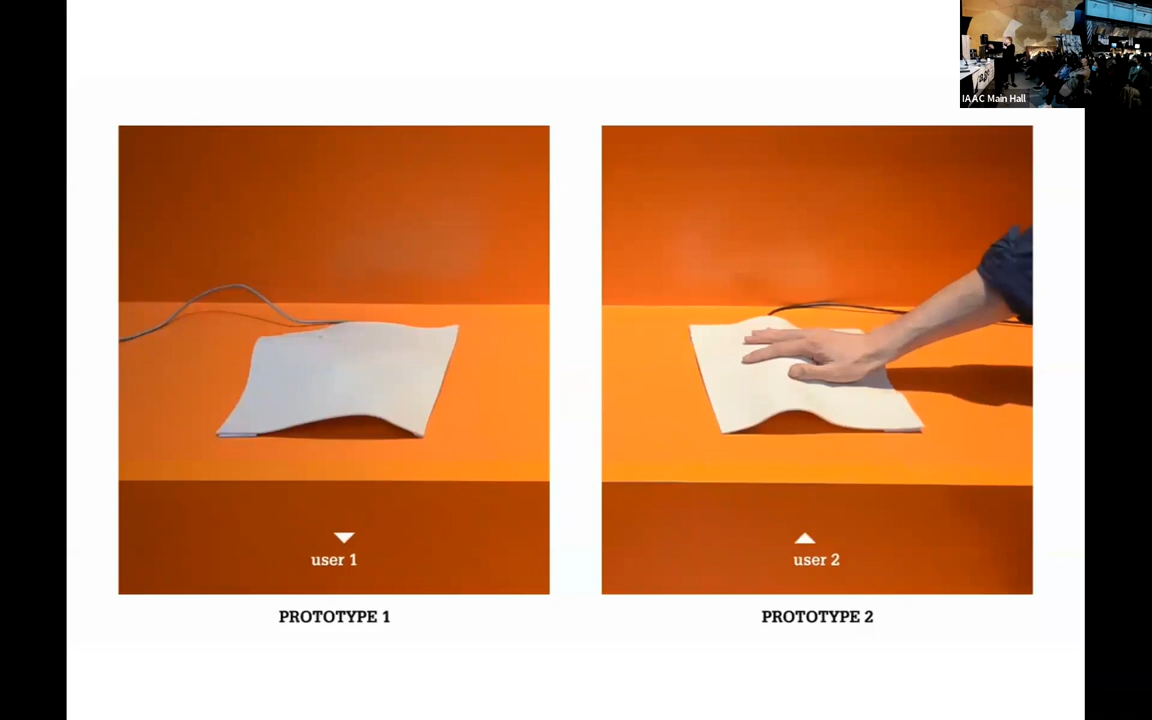 IAAC Main Hall
user 1
user 2
PROTOTYPE 1
PROTOTYPE 2